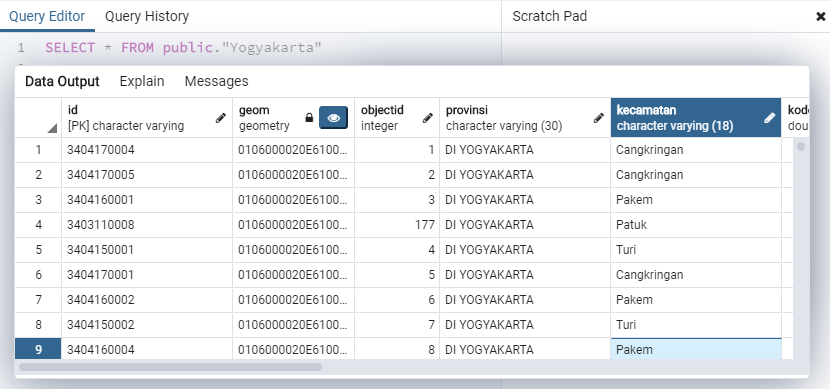 Query Editor Query History Scratch Pad
1 SELECT * FROM public."Yogyakarta"
Data Output Explain Messages
id geom objectid provinsi kecamatan kode
[PK] character varying geometry integer character varying (30) character varying (18) dou
1 3404170004 0106000020E6100... 1 DI YOGYAKARTA Cangkringan
2 3404170005 0106000020E6100... 2 DI YOGYAKARTA Cangkringan
3 3404160001 0106000020E6100... 3 DI YOGYAKARTA Pakem
4 3403110008 0106000020E6100... 177 DI YOGYAKARTA Patuk
5 3404150001 0106000020E6100... 4 DI YOGYAKARTA Turi
6 3404170001 0106000020E6100... 5 DI YOGYAKARTA Cangkringan
7 3404160002 0106000020E6100... 6 DI YOGYAKARTA Pakem
8 3404150002 0106000020E6100... 7 DI YOGYAKARTA Turi
9 3404160004 0106000020E6100... 8 DI YOGYAKARTA Pakem